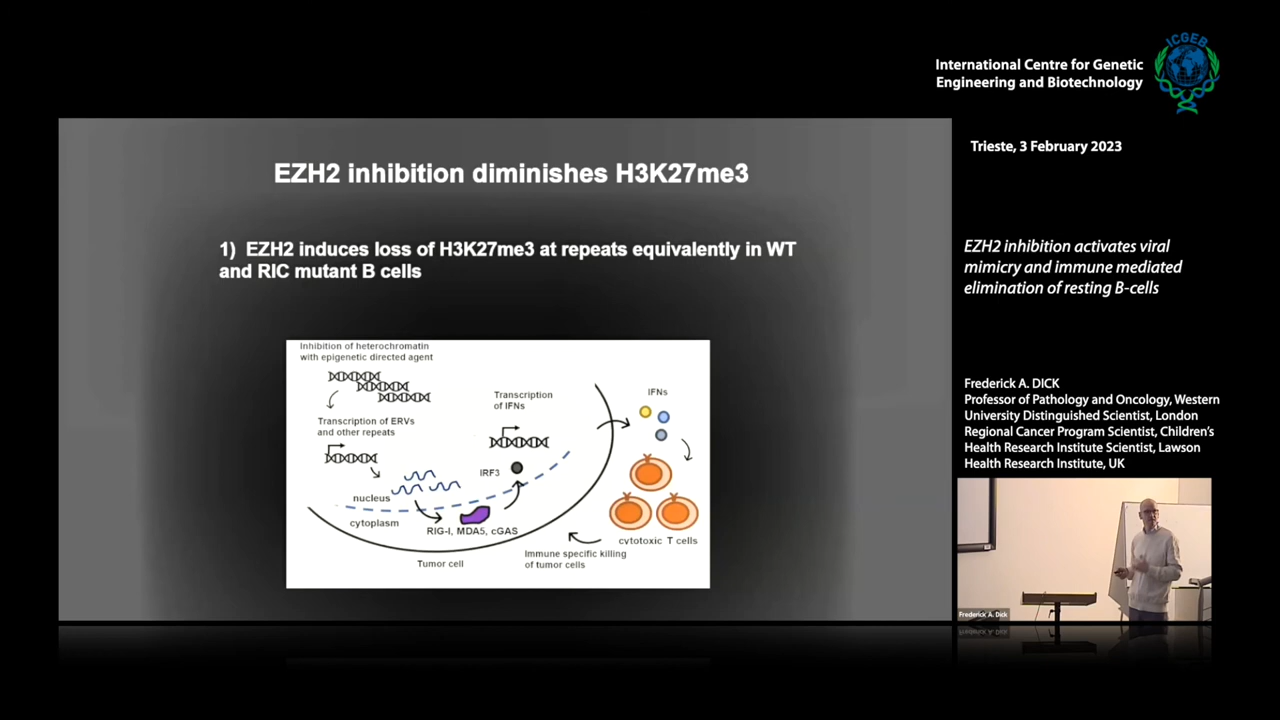 ICGEB
International Centre for Genetic
Engineering and Biotechnology
Trieste, 3 February 2023
EZH2 inhibition diminishes H3K27me3
1) EZH2 induces loss of H3K27me3 at repeats equivalently in WT
and RIC mutant B cells
Inhibition of heterochromatin
with epigenetic directed agent
Transcription of ERVs
and other repeats
nucleus
cytoplasm
Transcription
of IFNs
IRF3
RIG-I, MDA5, cGAS
Tumor cell
IFNs
cytotoxic T cells
Immune specific killing
of tumor cells
EZH2 inhibition activates viral
mimicry and immune mediated
elimination of resting B-cells
Frederick A. DICK
Professor of Pathology and Oncology, Western
University Distinguished Scientist, London
Regional Cancer Program Scientist, Children's
Health Research Institute Scientist, Lawson
Health Research Institute, UK
Frederick A. Dick